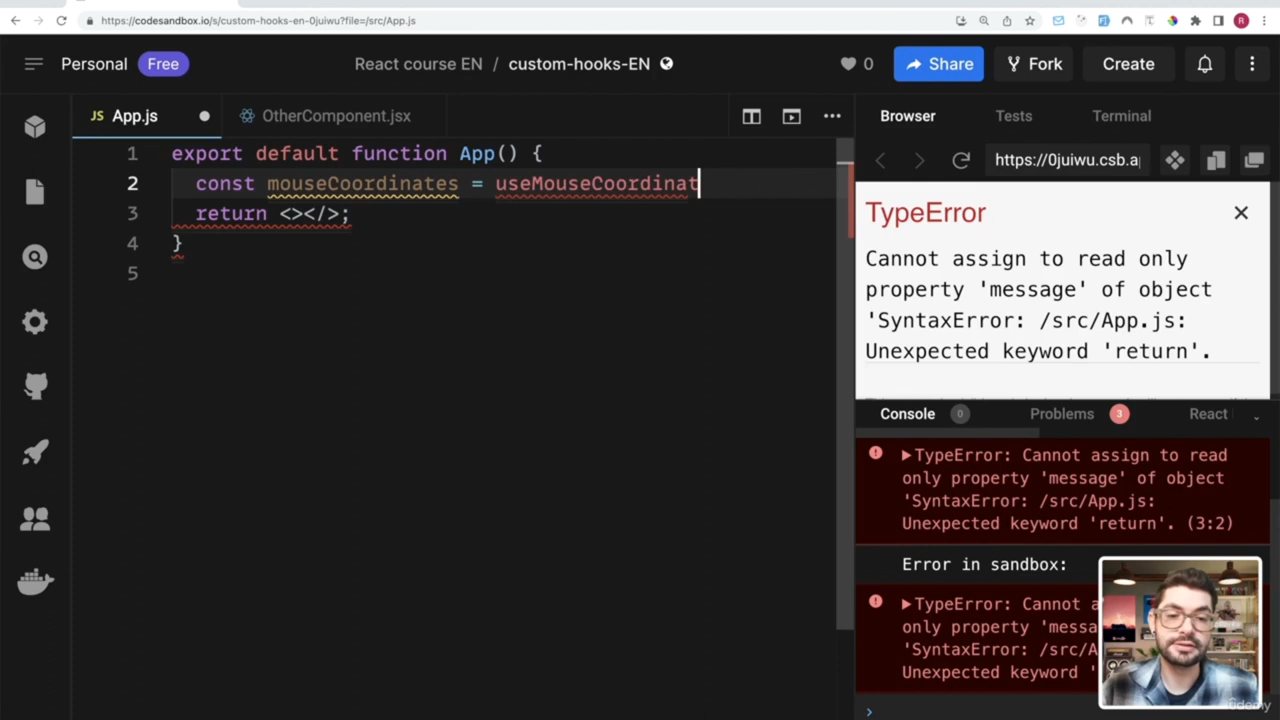 https://codesandbox.io/s/custom-hooks-en-0juiwu?file=/src/App.js
R
Personal Free React course EN / custom-hooks-EN 0 Share Fork Create
JS App.js OtherComponent.jsx Browser Tests Terminal
https://0juiwu.csb.a
1 export default function App() {
2 const mouseCoordinates = useMouseCoordinat
3 return <></>;
4 }
5
TypeError
Cannot assign to read only
property 'message' of object
'SyntaxError: /src/App.js:
Unexpected keyword 'return'.
Console 0 Problems 3 React
TypeError: Cannot assign to read
only property 'message' of object
'SyntaxError: /src/App.js:
Unexpected keyword 'return'. (3:2)
Error in sandbox:
TypeError: Cannot a
only property 'messa
'SyntaxError: /src/A
Unexpected keyword '
ûdemy